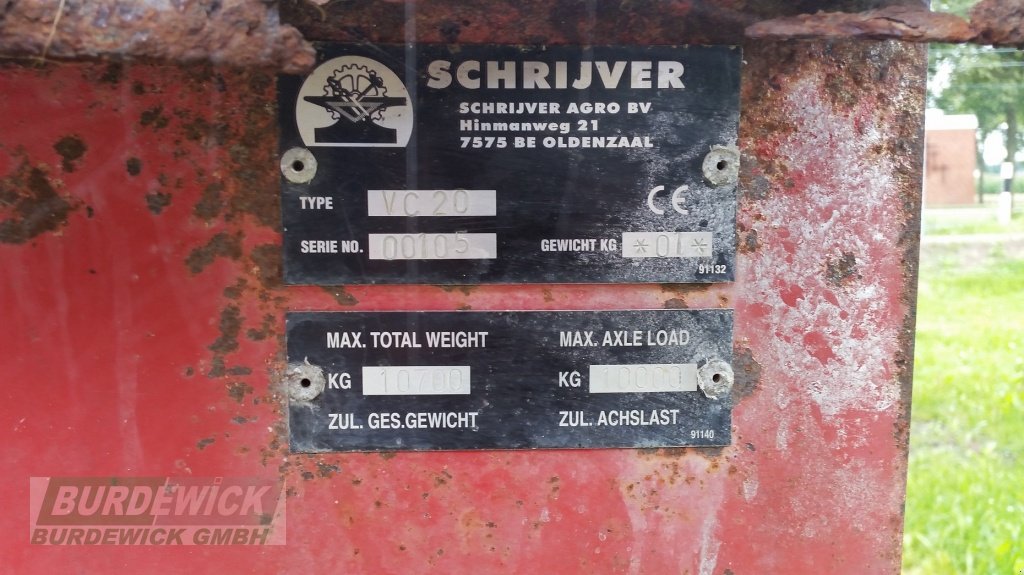 SCHRIJVER
SCHRIJVER AGRO BV
Hinmanweg 21
7575 BE OLDENZAAL
TYPE VC 20 CE
SERIE NO. 00105 GEWICHT KG *01*
91132
MAX. TOTAL WEIGHT MAX. AXLE LOAD
KG 10700 KG 10000
ZUL. GES.GEWICHT ZUL. ACHSLAST
91140
BURDEWICK
BURDEWICK GMBH